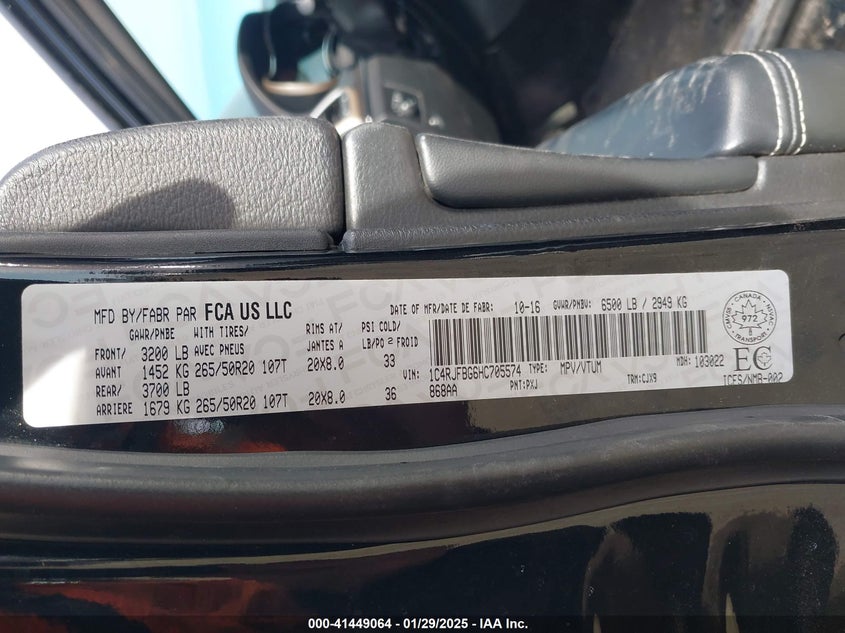 MFD BY/FABR PAR FCA US LLC
DATE OF MFR/DATE DE FABR: 10-16 GVWR/PNBV: 6500 LB / 2949 KG
GAWR/PNBE WITH TIRES/ RIMS AT/ PSI COLD/
FRONT/ 3200 LB AVEC PNEUS JANTES A LB/PO 2 FROID
AVANT 1452 KG 265/50R20 107T 20X8.0 33
REAR/ 3700 LB
ARRIERE 1679 KG 265/50R20 107T 20X8.0 36
VIN: 1C4RJFBG6HC705574 TYPE: MPV/VTUM MDH: 103022
868AA PNT: PXJ TRM: CJX9
CANADA
972
EC
ICES/NMB-002
000-41449064 - 01/29/2025 - IAA Inc.